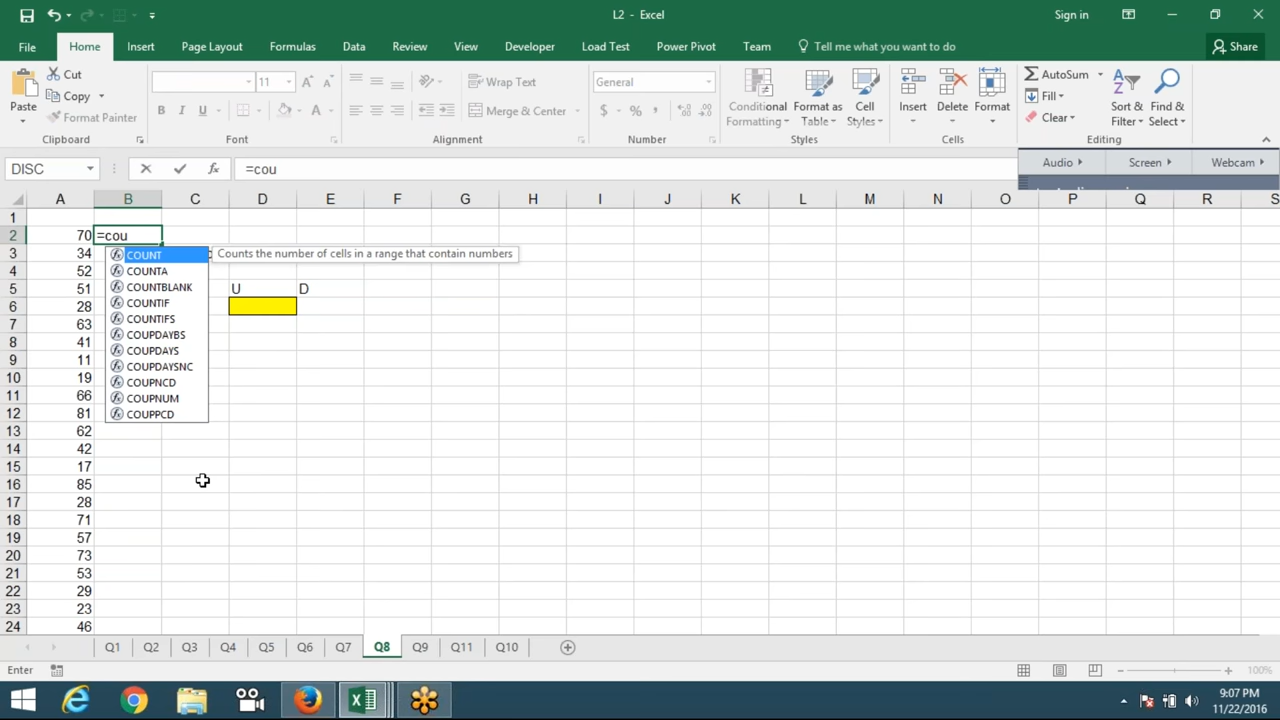 L2 - Excel
Sign in
File Home Insert Page Layout Formulas Data Review View Developer Load Test Power Pivot Team Tell me what you want to do Share
Paste
Cut
Copy
Format Painter
Clipboard
11
A A
B I U
A
Font
Wrap Text
Merge & Center
Alignment
General
$ % ,
Number
Conditional Formatting
Format as Table
Cell Styles
Styles
Insert
Delete
Format
Cells
AutoSum
Fill
Clear
Sort & Filter
Find & Select
Editing
DISC
fx
=cou
Audio Screen Webcam
A B C D E F G H I J K L M N O P Q R S
1
2 70 =cou
3 34
4 52
5 51 U D
6 28
7 63
8 41
9 11
10 19
11 66
12 81
13 62
14 42
15 17
16 85
17 28
18 71
19 57
20 73
21 53
22 29
23 23
24 46
COUNT
COUNTA
COUNTBLANK
COUNTIF
COUNTIFS
COUPDAYBS
COUPDAYS
COUPDAYSNC
COUPNCD
COUPNUM
COUPPCD
Counts the number of cells in a range that contain numbers
Q1 Q2 Q3 Q4 Q5 Q6 Q7 Q8 Q9 Q11 Q10
Enter
100%
9:07 PM
11/22/2016